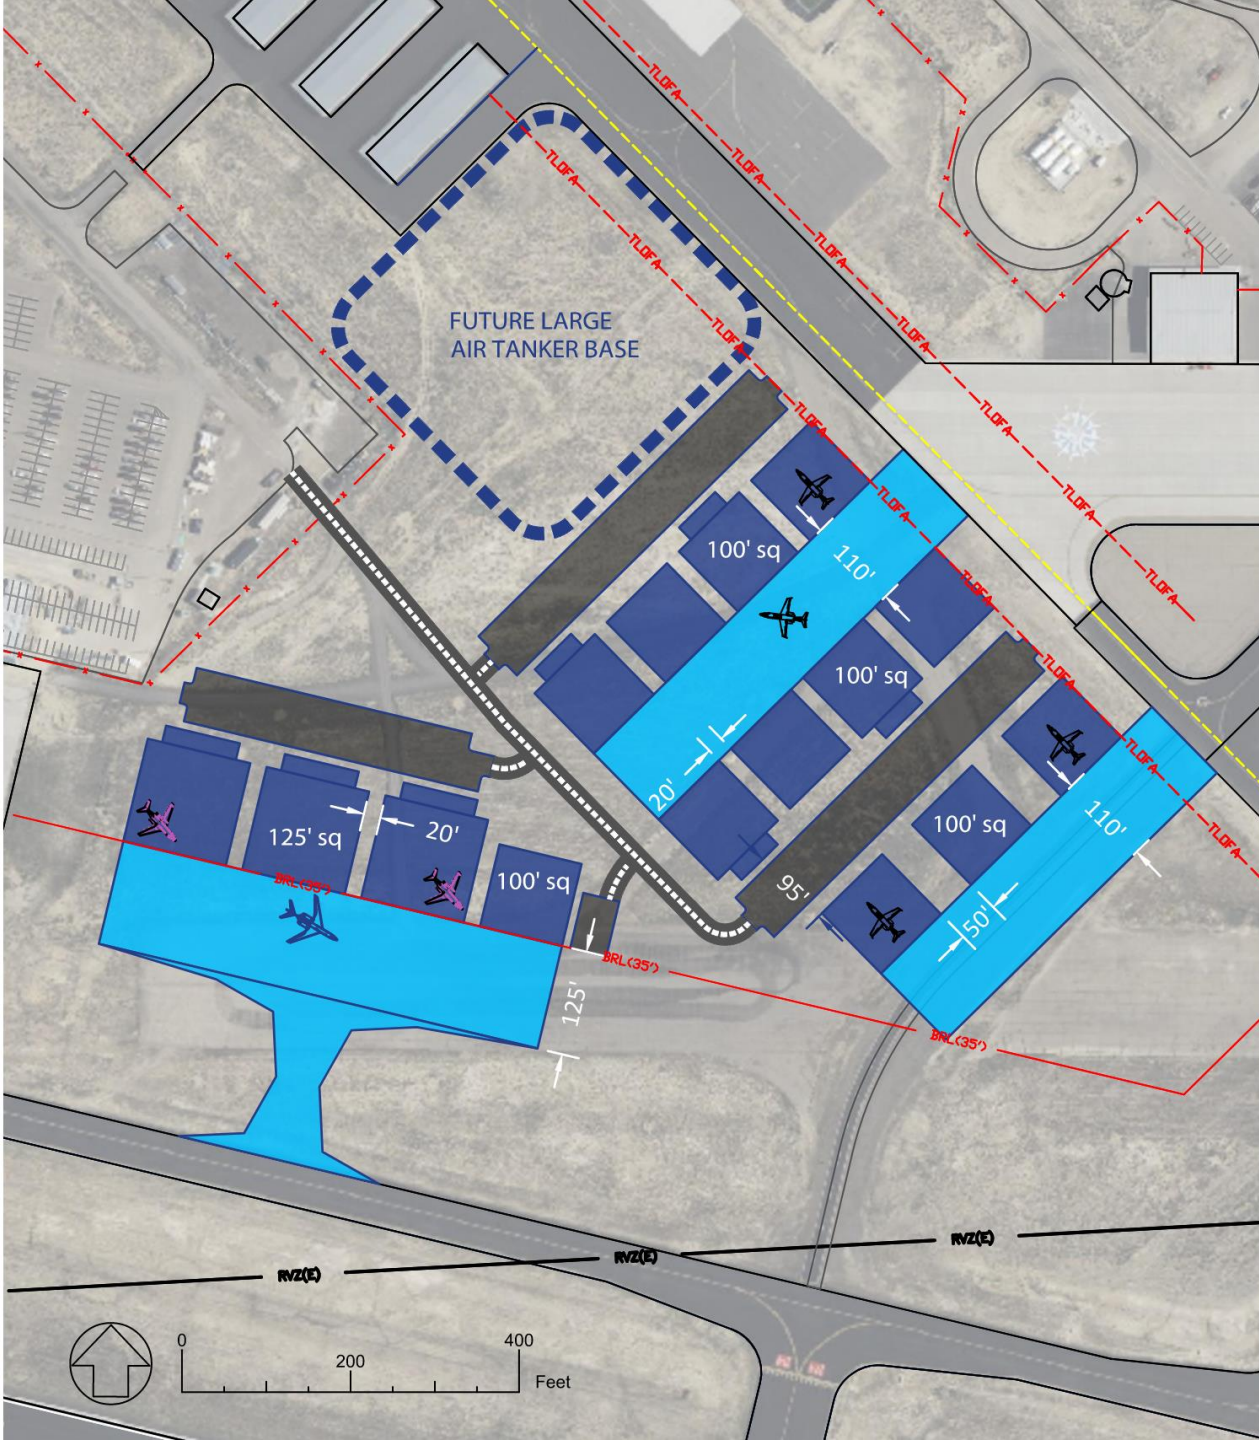 TLOFA
TLOFA
TLOFA
TLOFA
TLOFA
TLOFA
FUTURE LARGE
AIR TANKER BASE
TLOFA
TLOFA
TLOFA
TLOFA
TLOFA
TLOFA
100' sq
110'
TLOFA
TLOFA
100' sq
TLOFA
20'
110'
100' sq
125' sq
20'
TLOFA
BRL(35')
100' sq
95'
50'
BRL(35')
125'
BRL(35')
RVZ(E)
RVZ(E)
RVZ(E)
0
400
200
Feet